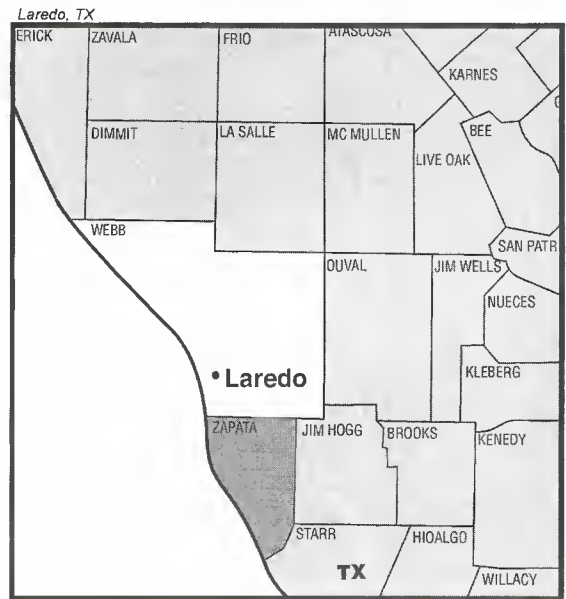 Laredo, TX
ERICK ZAVALA FRIO ATASCOSA
KARNES
DIMMIT LA SALLE MC MULLEN BEE
LIVE OAK
WEBB
SAN PATR
OUVAL JIM WELLS
NUECES
• Laredo
KLEBERG
ZAPATA JIM HOGG BROOKS
KENEDY
STARR HIOALGO
TX
WILLACY